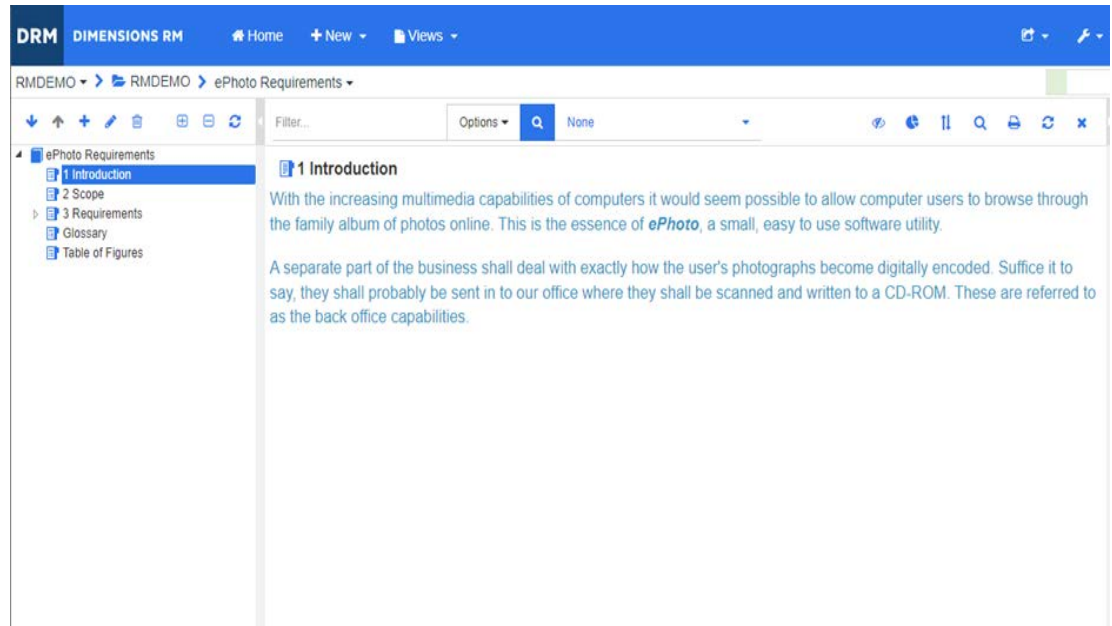 DRM DIMENSIONS RM Home New Views
RMDEMO RMDEMO ePhoto Requirements
Filter... Options None
ePhoto Requirements
1 Introduction
2 Scope
3 Requirements
Glossary
Table of Figures
1 Introduction
With the increasing multimedia capabilities of computers it would seem possible to allow computer users to browse through
the family album of photos online. This is the essence of ePhoto, a small, easy to use software utility.
A separate part of the business shall deal with exactly how the user's photographs become digitally encoded. Suffice it to
say, they shall probably be sent in to our office where they shall be scanned and written to a CD-ROM. These are referred to
as the back office capabilities.